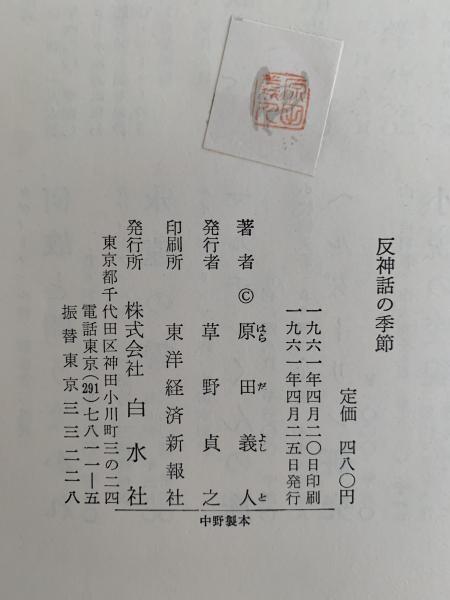 反神話の季節
定価 四八〇円
一九六一年四月二〇日印刷
一九六一年四月二五日発行
著者 © 原田義人
はら だ よし と
発行者 草野貞之
印刷所 東洋経済新報社
発行所 株式会社 白水社
東京都千代田区神田小川町三の二四
電話東京(291)七八一一―五
振替東京三三二二八
中野製本